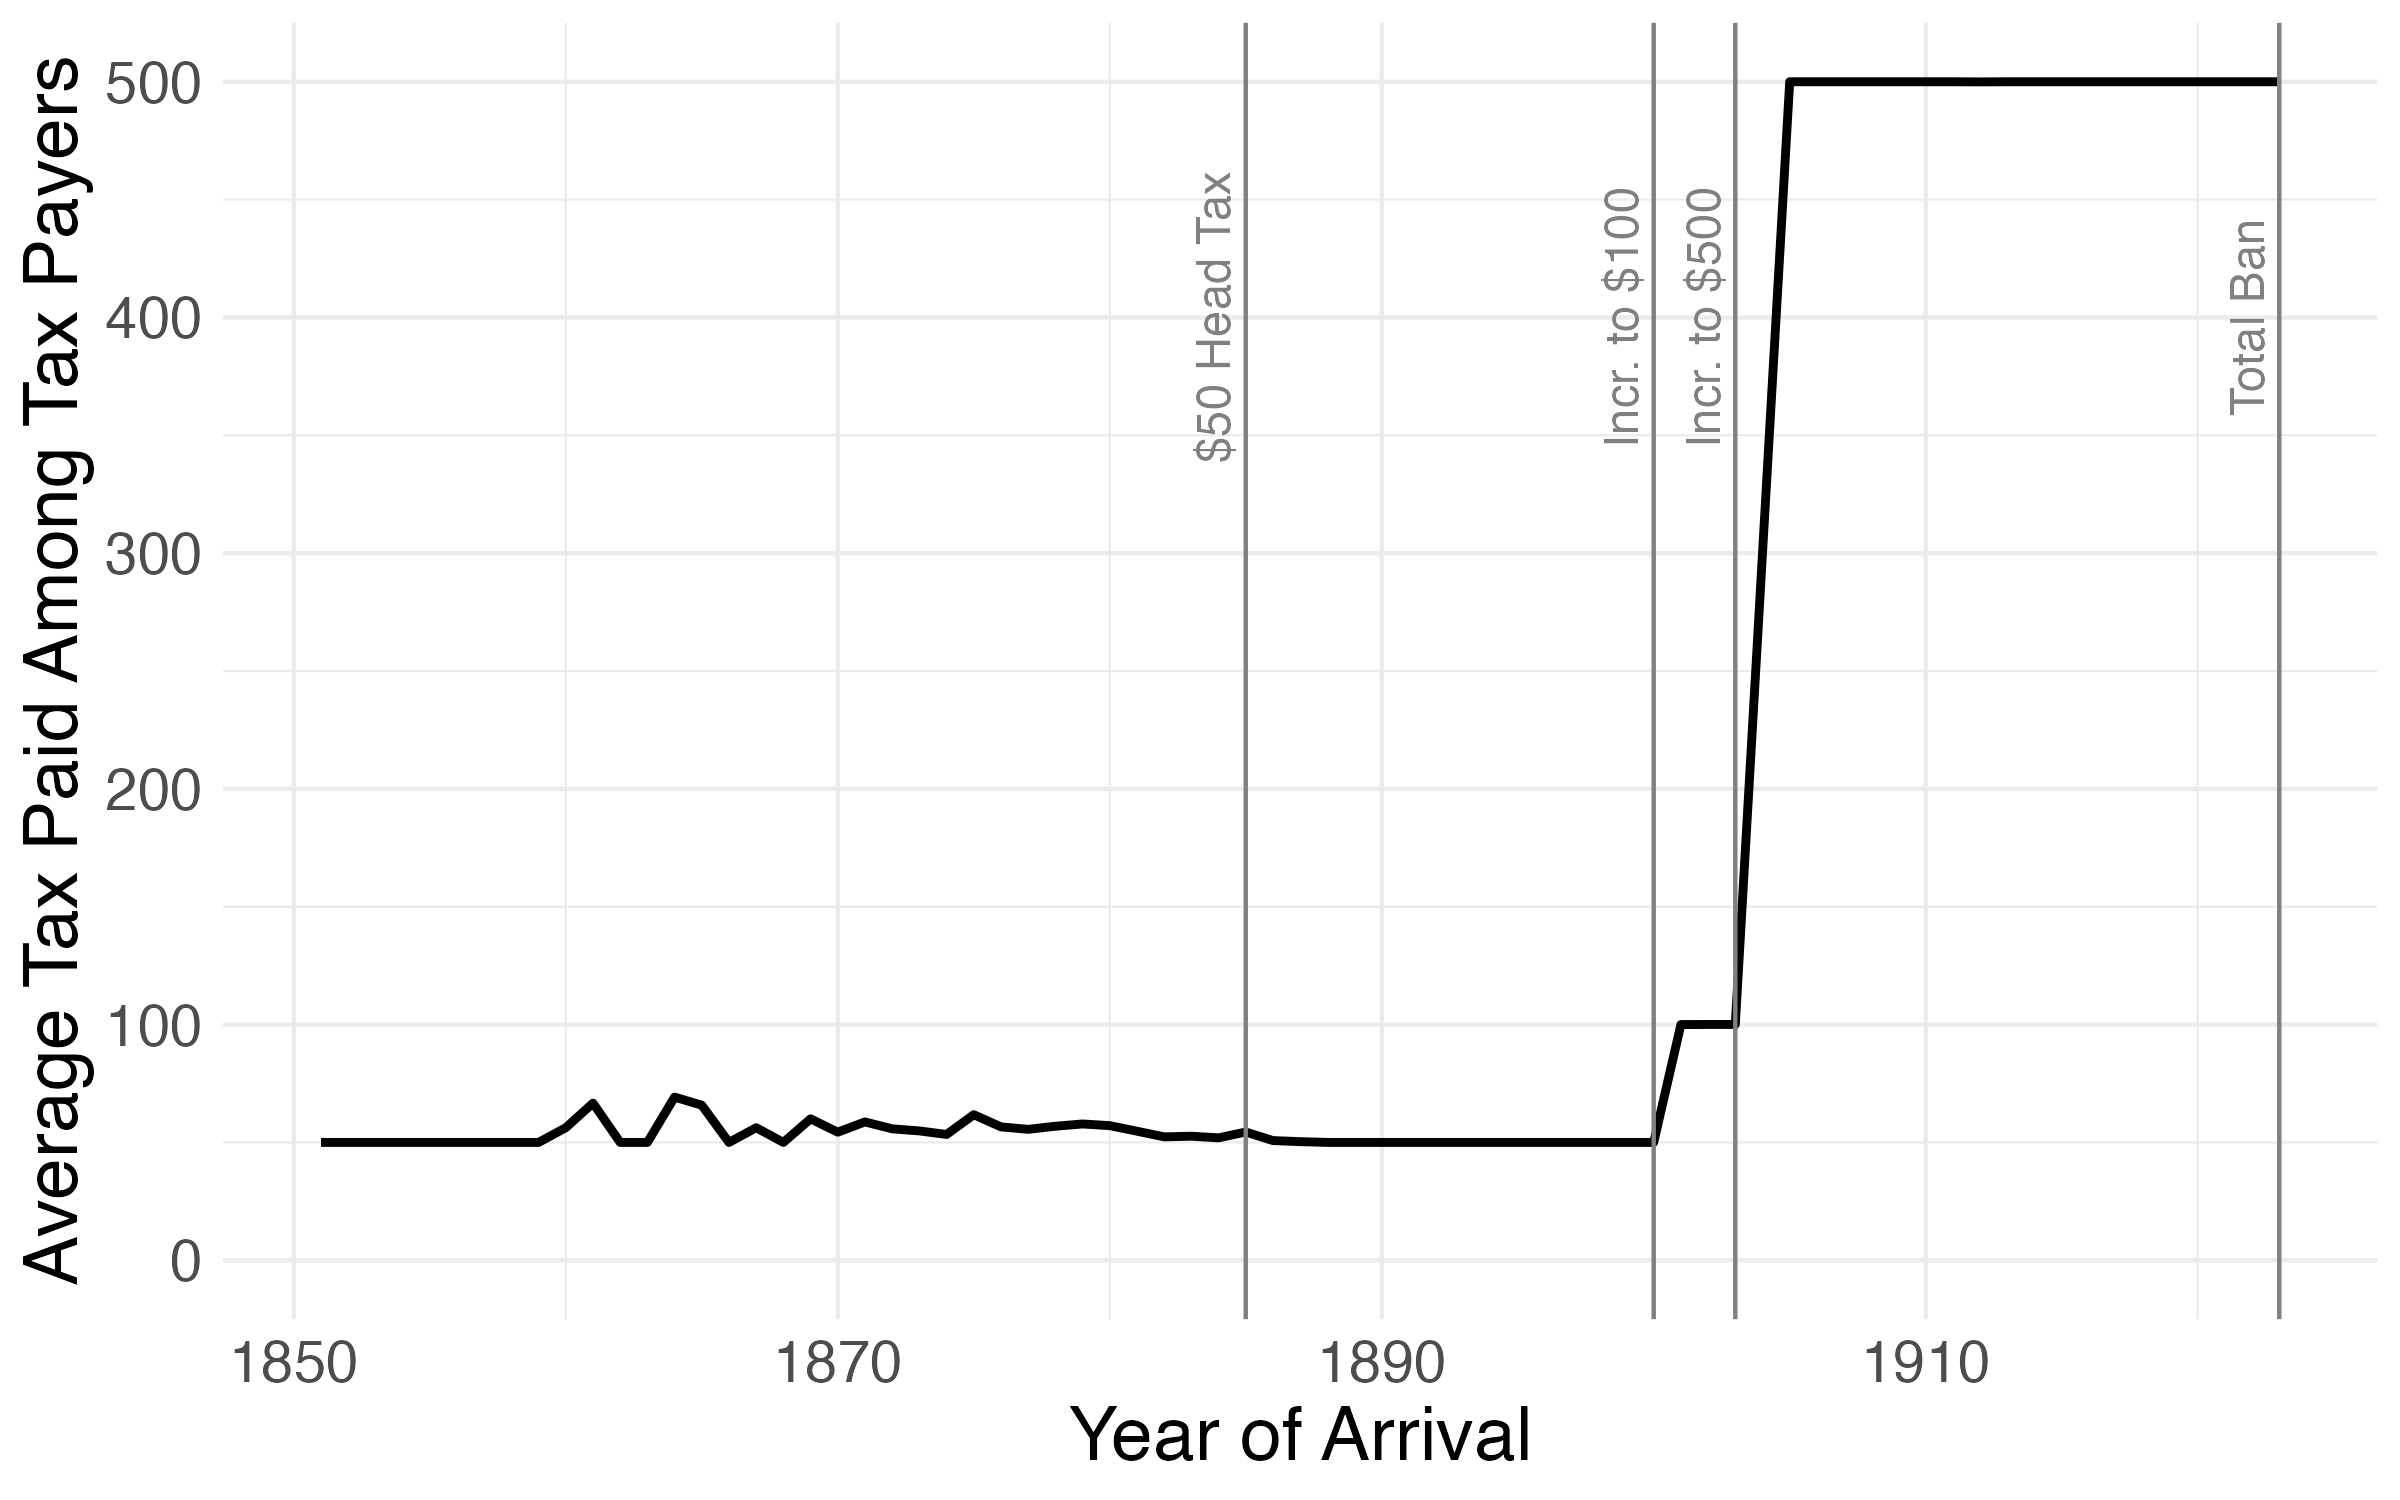 Average Tax Paid Among Tax Payers
500
400
300
200
100
0
$50 Head Tax
Incr. to $100
Incr. to $500
Total Ban
1850
1870
1890
1910
Year of Arrival